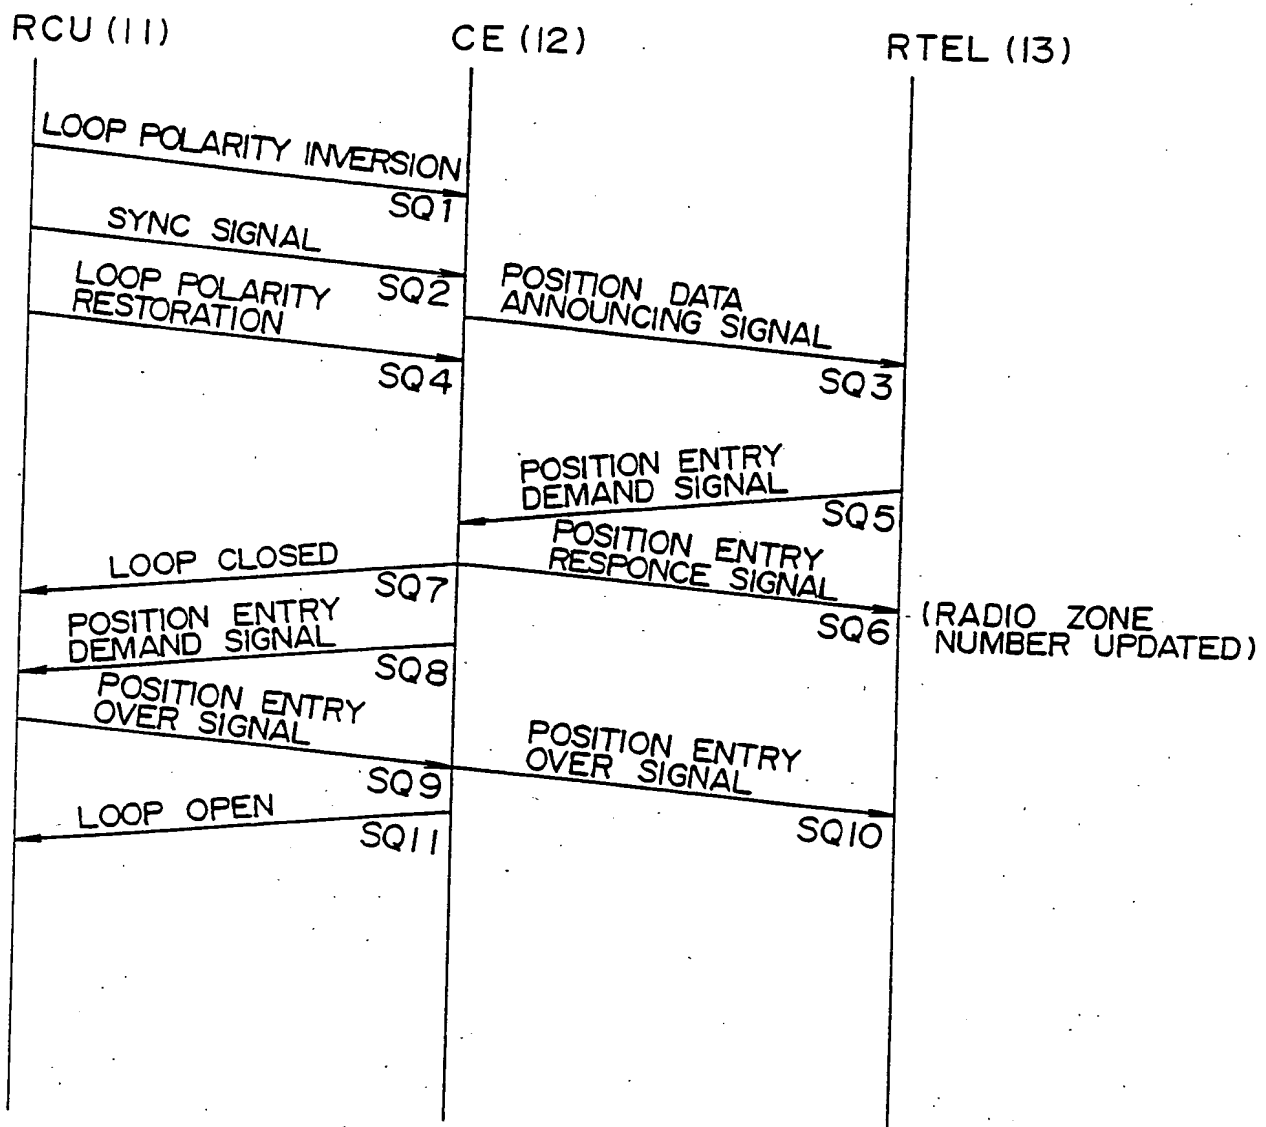 RCU (11)
CE (12)
RTEL (13)
LOOP POLARITY INVERSION
SQ1
SYNC SIGNAL
SQ2
LOOP POLARITY
RESTORATION
SQ4
POSITION DATA
ANNOUNCING SIGNAL
SQ3
POSITION ENTRY
DEMAND SIGNAL
SQ5
POSITION ENTRY
RESPONCE SIGNAL
SQ6
(RADIO ZONE
NUMBER UPDATED)
LOOP CLOSED
SQ7
POSITION ENTRY
DEMAND SIGNAL
SQ8
POSITION ENTRY
OVER SIGNAL
SQ9
POSITION ENTRY
OVER SIGNAL
SQ10
LOOP OPEN
SQ11